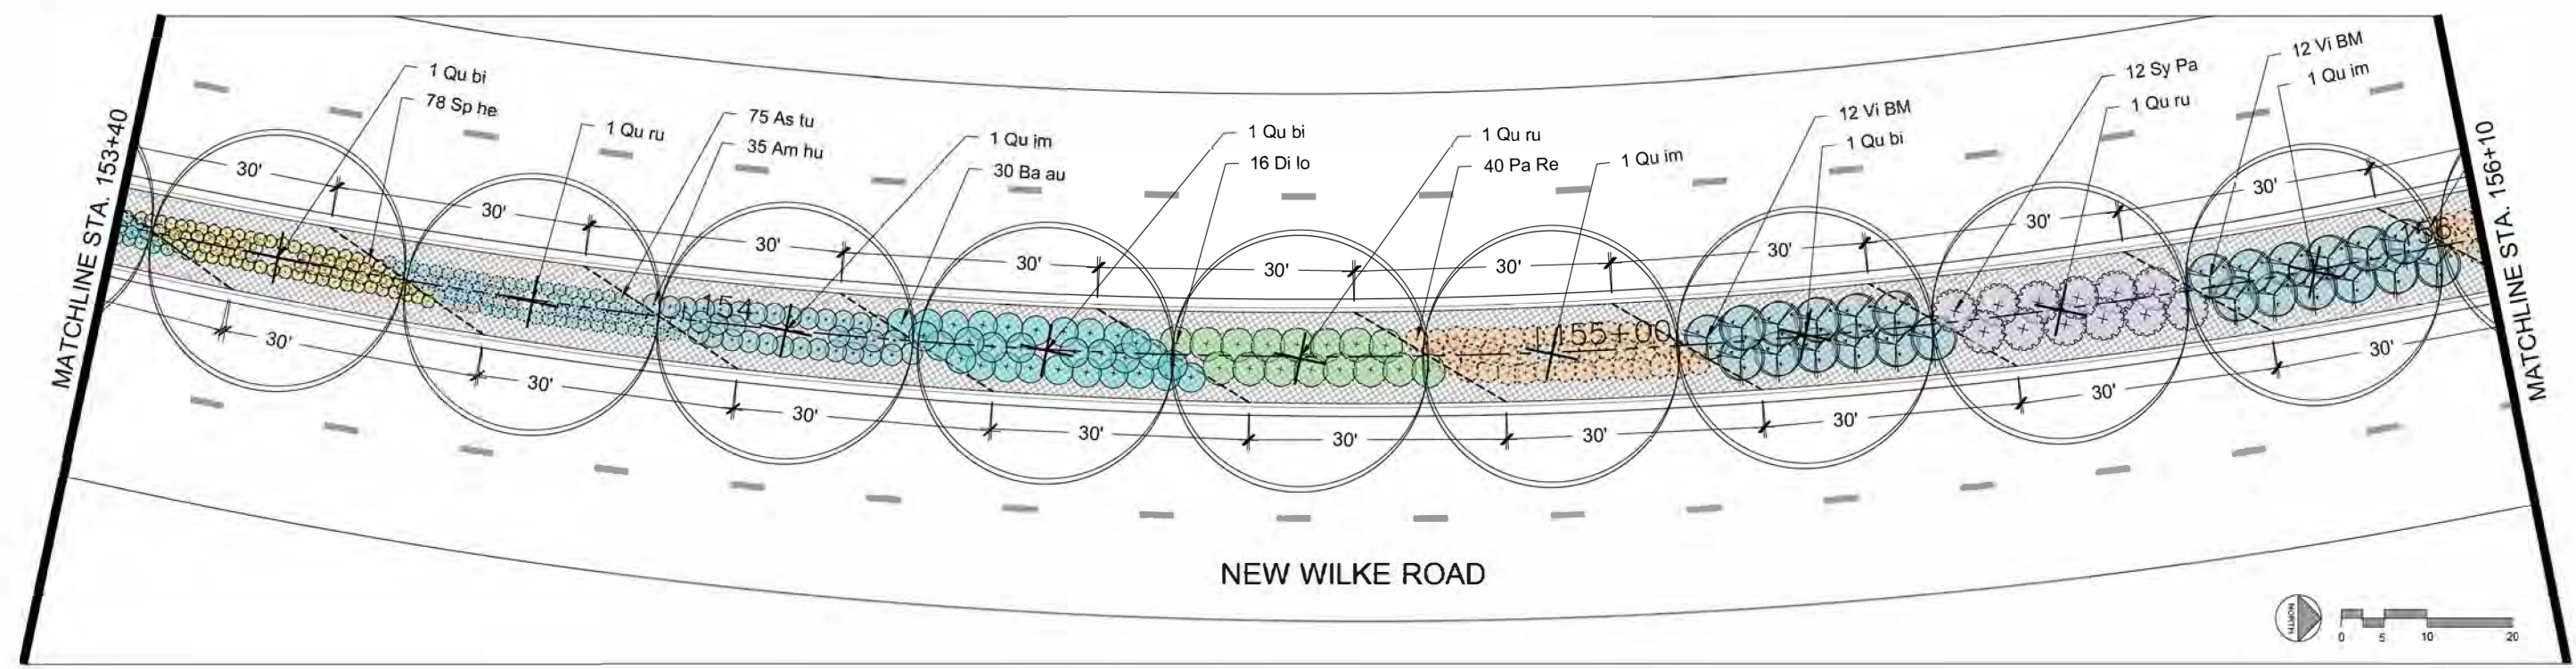 MATCHLINE STA. 153+40
1 Qu bi
78 Sp he
1 Qu ru
75 As tu
35 Am hu
1 Qu im
30 Ba au
1 Qu bi
16 Di lo
1 Qu ru
40 Pa Re
1 Qu im
12 Vi BM
1 Qu bi
12 Sy Pa
1 Qu ru
12 Vi BM
1 Qu im
MATCHLINE STA. 156+10
30'
30'
30'
30'
30'
30'
30'
30'
30'
154
155+00
156
30'
30'
30'
30'
30'
30'
30'
30'
30'
NEW WILKE ROAD
NORTH
0 5 10 20